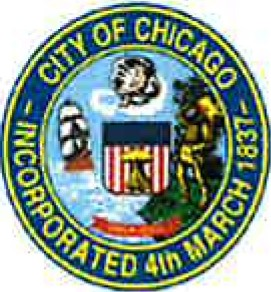 CITY OF CHICAGO
- INCORPORATED 4th MARCH 1837 -